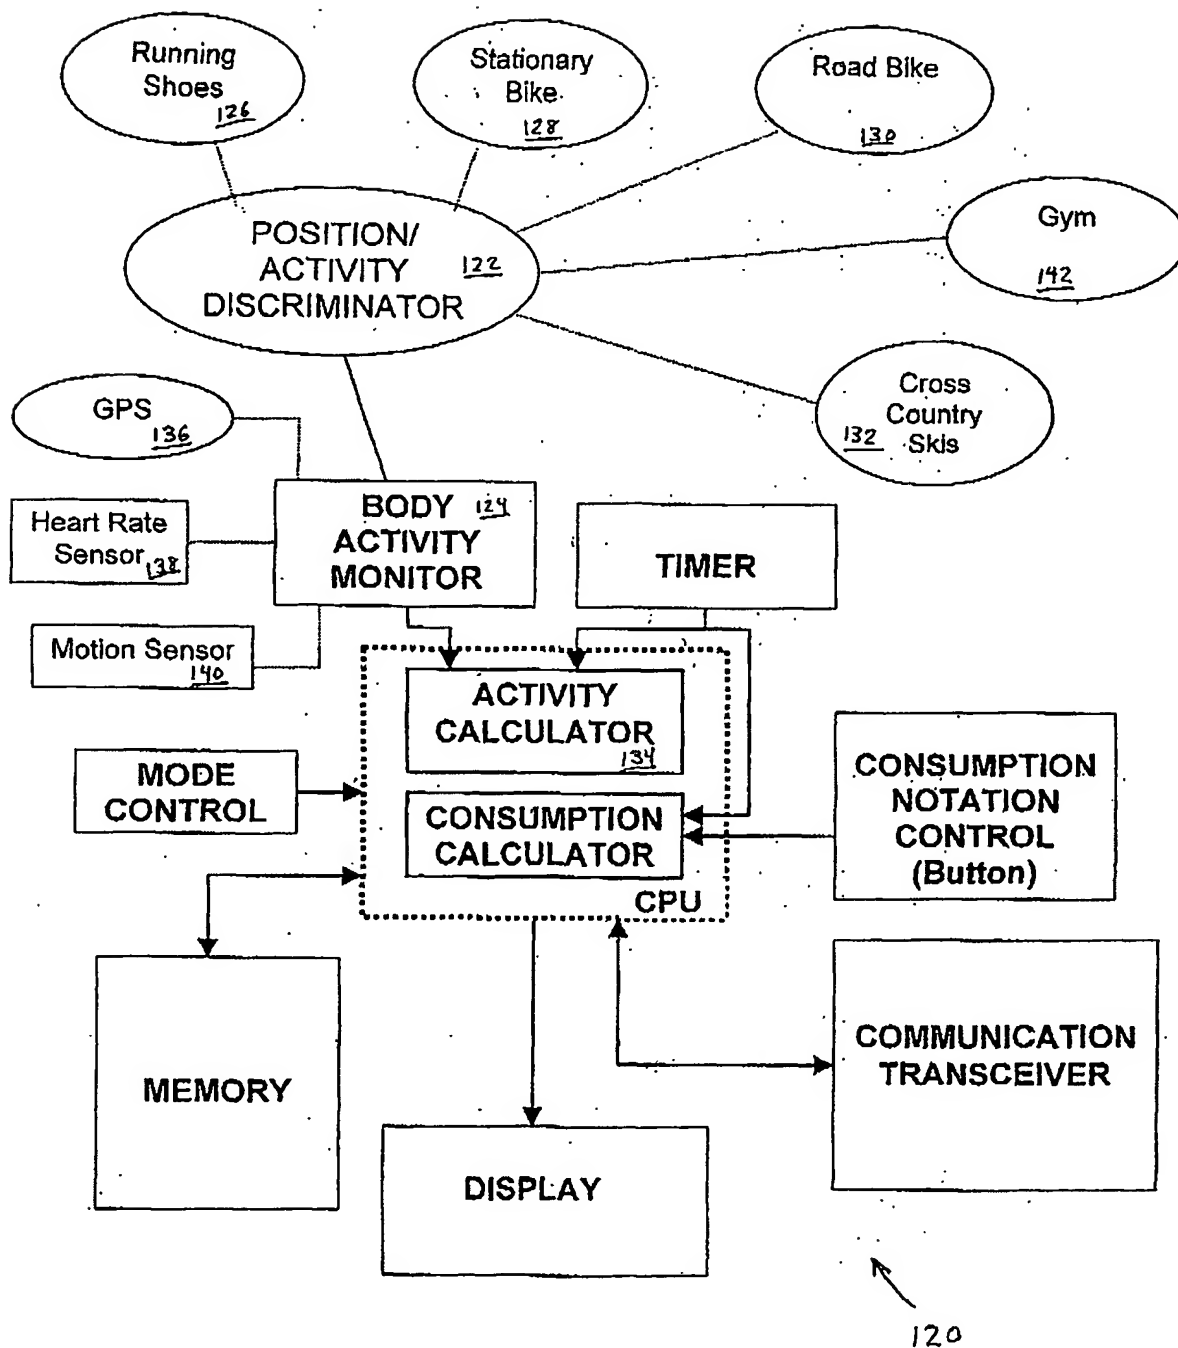 Running
Shoes
126
Stationary
Bike
128
Road Bike
130
Gym
142
POSITION/
ACTIVITY
DISCRIMINATOR
122
Cross
Country
Skis
132
GPS
136
Heart Rate
Sensor
138
Motion Sensor
140
BODY
ACTIVITY
MONITOR
124
TIMER
ACTIVITY
CALCULATOR
134
MODE
CONTROL
CONSUMPTION
CALCULATOR
CPU
CONSUMPTION
NOTATION
CONTROL
(Button)
MEMORY
COMMUNICATION
TRANSCEIVER
DISPLAY
120